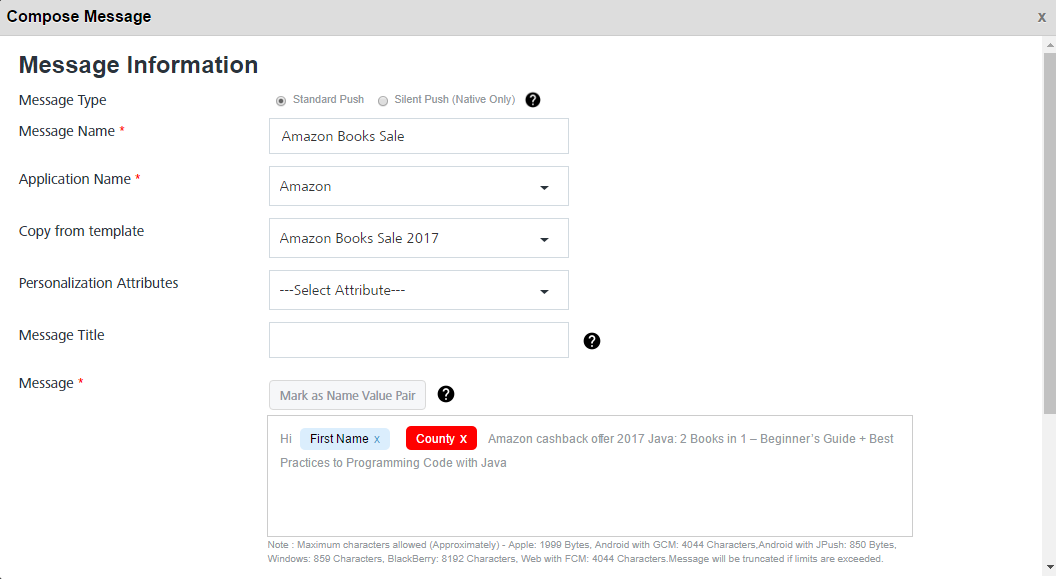 Compose Message x
Message Information
Message Type Standard Push Silent Push (Native Only) ?
Message Name * Amazon Books Sale
Application Name * Amazon
Copy from template Amazon Books Sale 2017
Personalization Attributes ---Select Attribute---
Message Title ?
Message * Mark as Name Value Pair ?
Hi First Name x County x Amazon cashback offer 2017 Java: 2 Books in 1 – Beginner's Guide + Best
Practices to Programming Code with Java
Note : Maximum characters allowed (Approximately) - Apple: 1999 Bytes, Android with GCM: 4044 Characters,Android with JPush: 850 Bytes,
Windows: 859 Characters, BlackBerry: 8192 Characters, Web with FCM: 4044 Characters.Message will be truncated if limits are exceeded.